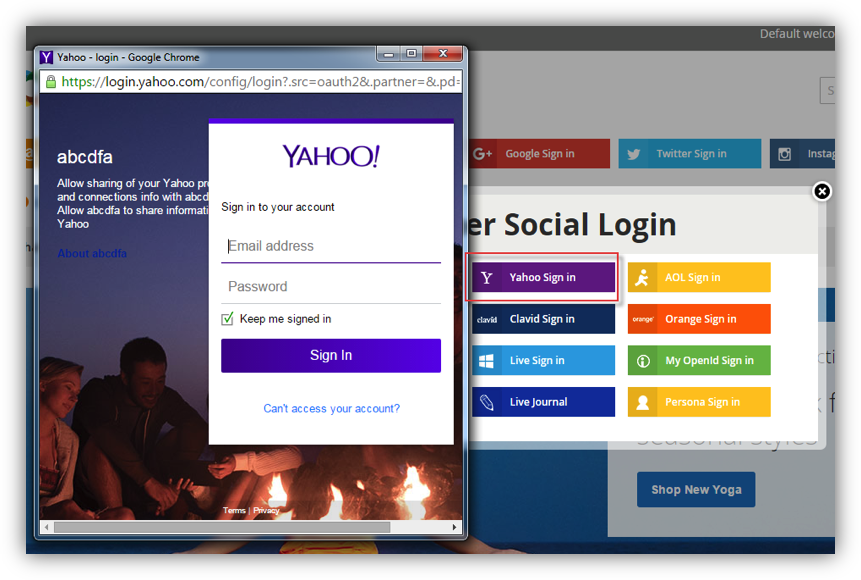 Default welco
Yahoo - login - Google Chrome
https://login.yahoo.com/config/login?.src=oauth2&.partner=&.pd=
S
abcdfa
Allow sharing of your Yahoo pr
and connections info with abcd
Allow abcdfa to share informati
Yahoo
About abcdfa
YAHOO!
Sign in to your account
Email address
Password
Keep me signed in
Sign In
Can't access your account?
Terms | Privacy
G+ Google Sign in
Twitter Sign in
Instag
er Social Login
Y Yahoo Sign in
AOL Sign in
clavid Clavid Sign in
orange Orange Sign in
Live Sign in
My OpenId Sign in
Live Journal
Persona Sign in
seasonal styles
Shop New Yoga